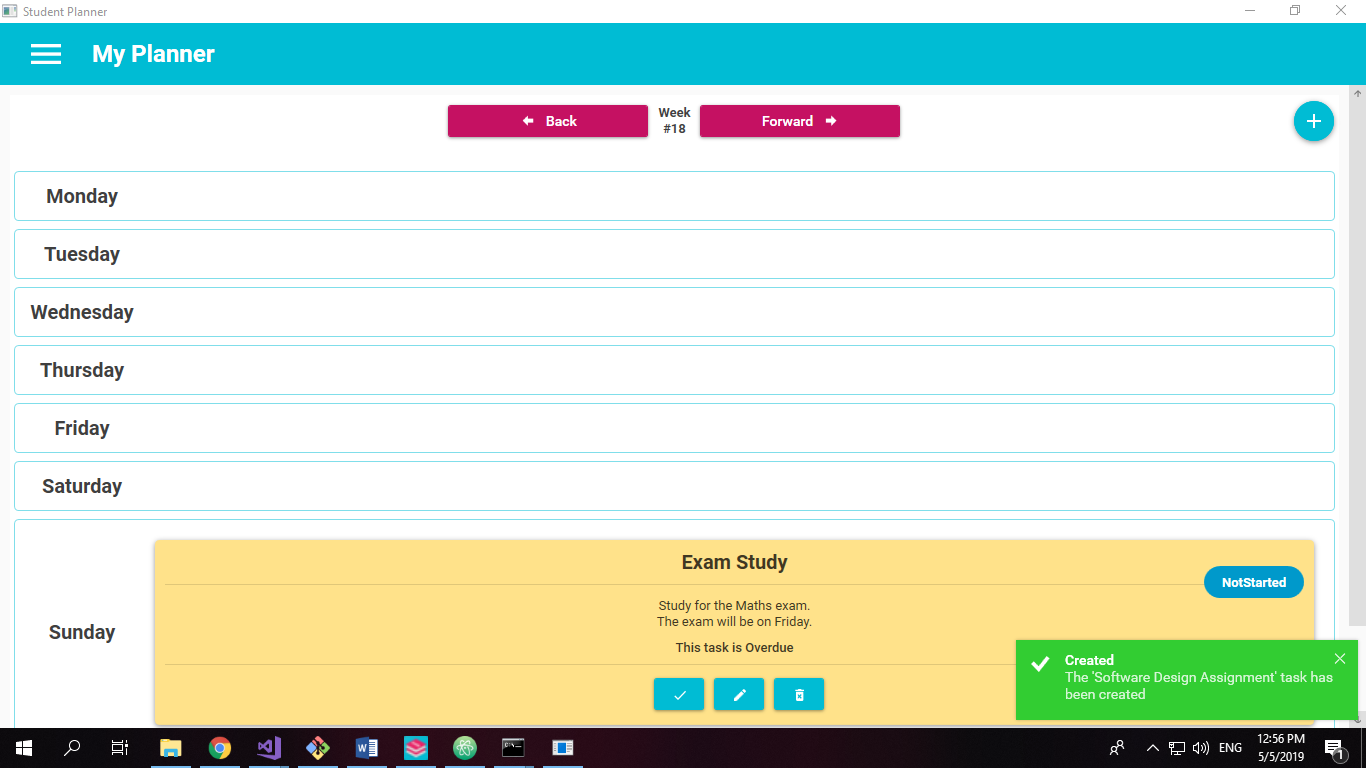 Student Planner
My Planner
Back
Week
#18
Forward
Monday
Tuesday
Wednesday
Thursday
Friday
Saturday
Sunday
Exam Study
NotStarted
Study for the Maths exam.
The exam will be on Friday.
This task is Overdue
Created
The 'Software Design Assignment' task has
been created
ENG
12:56 PM
5/5/2019
1